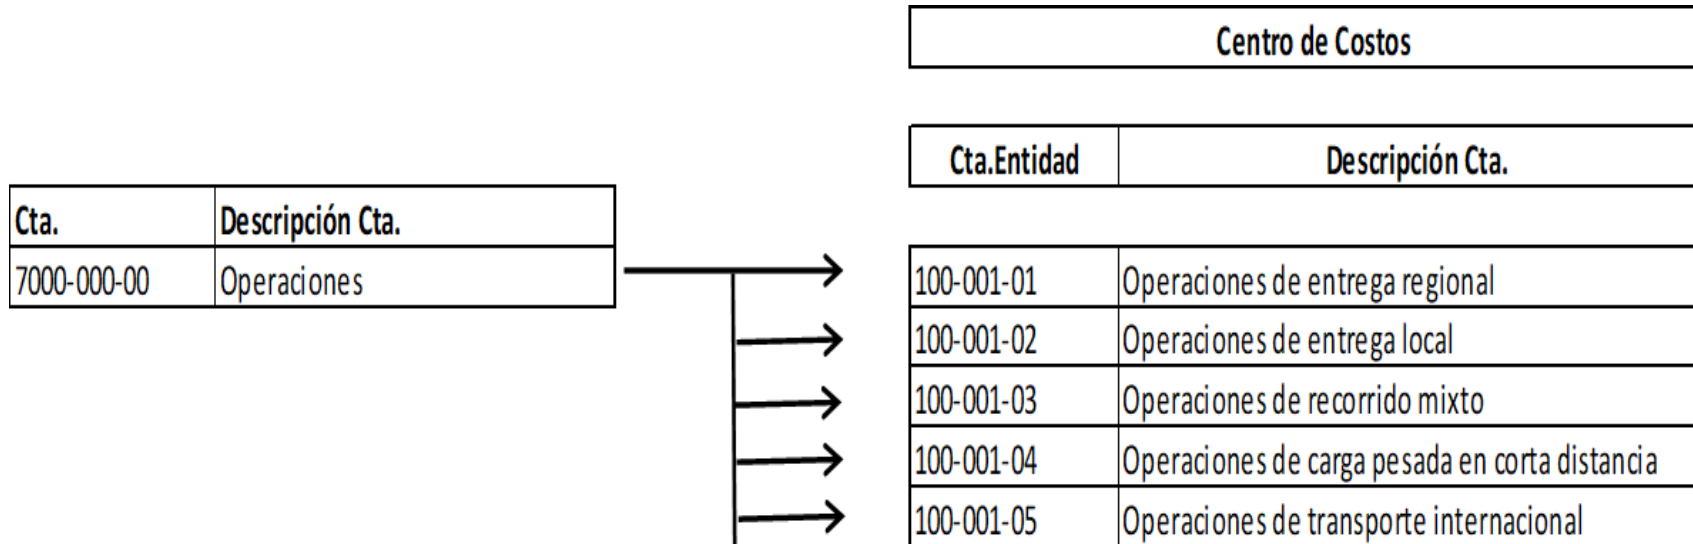 Centro de Costos
Cta.Entidad Descripción Cta.
Cta. Descripción Cta.
7000-000-00 Operaciones
100-001-01 Operaciones de entrega regional
100-001-02 Operaciones de entrega local
100-001-03 Operaciones de recorrido mixto
100-001-04 Operaciones de carga pesada en corta distancia
100-001-05 Operaciones de transporte internacional